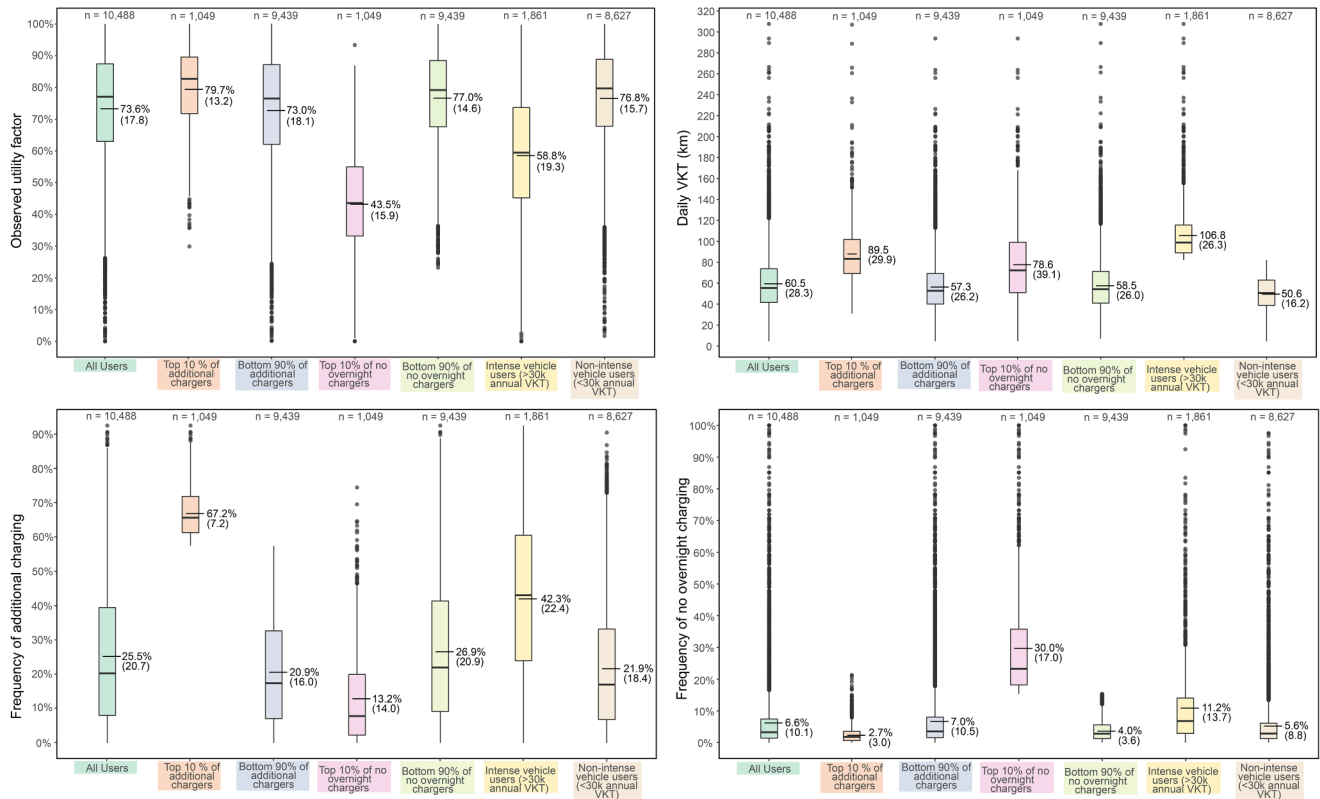 n = 10,488 n = 1,049 n = 9,439 n = 1,049 n = 9,439 n = 1,861 n = 8,627
Observed utility factor
100%
90%
80%
70%
60%
50%
40%
30%
20%
10%
0%
73.6%
(17.8)
79.7%
(13.2)
73.0%
(18.1)
43.5%
(15.9)
77.0%
(14.6)
58.8%
(19.3)
76.8%
(15.7)
All Users
Top 10 % of
additional
chargers
Bottom 90% of
additional
chargers
Top 10% of no
overnight
chargers
Bottom 90% of
no overnight
chargers
Intense vehicle
users (>30k
annual VKT)
Non-intense
vehicle users
(<30k annual
VKT)
n = 10,488 n = 1,049 n = 9,439 n = 1,049 n = 9,439 n = 1,861 n = 8,627
Daily VKT (km)
320
300
280
260
240
220
200
180
160
140
120
100
80
60
40
20
0
60.5
(28.3)
89.5
(29.9)
57.3
(26.2)
78.6
(39.1)
58.5
(26.0)
106.8
(26.3)
50.6
(16.2)
All Users
Top 10 % of
additional
chargers
Bottom 90% of
additional
chargers
Top 10% of no
overnight
chargers
Bottom 90% of
no overnight
chargers
Intense vehicle
users (>30k
annual VKT)
Non-intense
vehicle users
(<30k annual
VKT)
n = 10,488 n = 1,049 n = 9,439 n = 1,049 n = 9,439 n = 1,861 n = 8,627
Frequency of additional charging
90%
80%
70%
60%
50%
40%
30%
20%
10%
0%
25.5%
(20.7)
67.2%
(7.2)
20.9%
(16.0)
13.2%
(14.0)
26.9%
(20.9)
42.3%
(22.4)
21.9%
(18.4)
All Users
Top 10 % of
additional
chargers
Bottom 90% of
additional
chargers
Top 10% of no
overnight
chargers
Bottom 90% of
no overnight
chargers
Intense vehicle
users (>30k
annual VKT)
Non-intense
vehicle users
(<30k annual
VKT)
n = 10,488 n = 1,049 n = 9,439 n = 1,049 n = 9,439 n = 1,861 n = 8,627
Frequency of no overnight charging
100%
90%
80%
70%
60%
50%
40%
30%
20%
10%
0%
6.6%
(10.1)
2.7%
(3.0)
7.0%
(10.5)
30.0%
(17.0)
4.0%
(3.6)
11.2%
(13.7)
5.6%
(8.8)
All Users
Top 10 % of
additional
chargers
Bottom 90% of
additional
chargers
Top 10% of no
overnight
chargers
Bottom 90% of
no overnight
chargers
Intense vehicle
users (>30k
annual VKT)
Non-intense
vehicle users
(<30k annual
VKT)